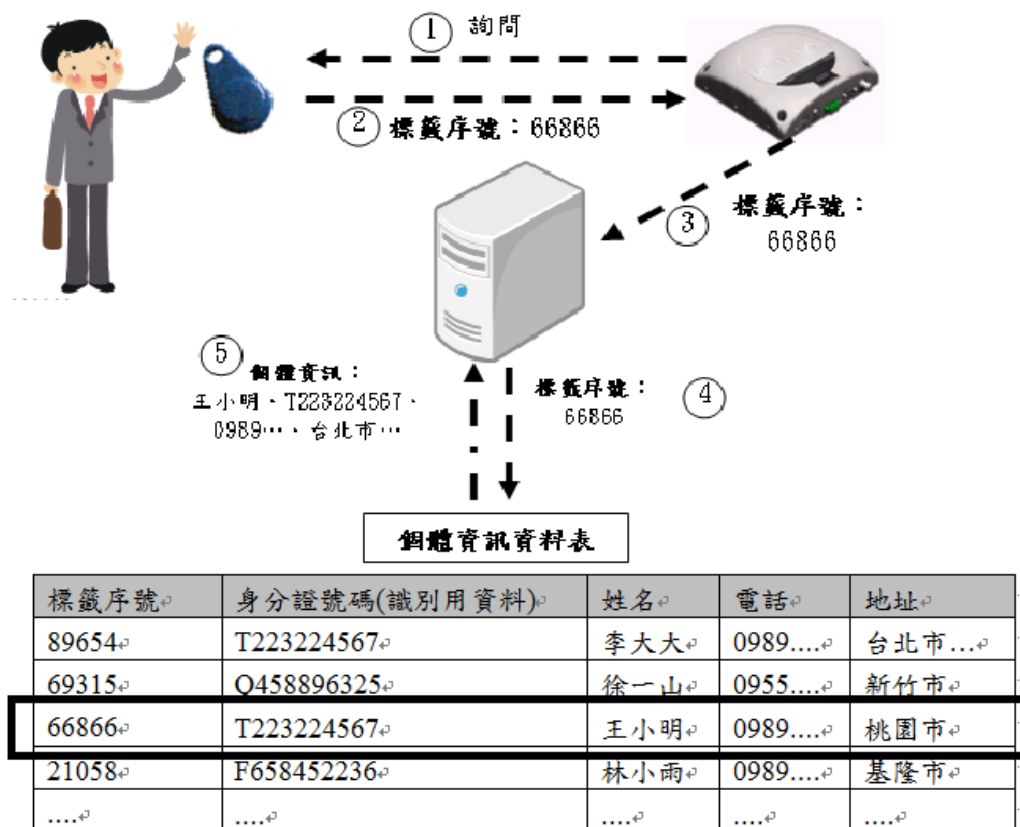 1 詢問
2 標籤序號：66866
3 標籤序號：
66866
5 個體資訊：
王小明、T223224567、
0989…、台北市…
標籤序號：
66866
4
個體資訊資料表
標籤序號 身分證號碼(識別用資料) 姓名 電話 地址
89654 T223224567 李大大 0989.... 台北市…
69315 Q458896325 徐一山 0955.... 新竹市
66866 T223224567 王小明 0989.... 桃園市
21058 F658452236 林小雨 0989.... 基隆市
.... .... .... .... ....